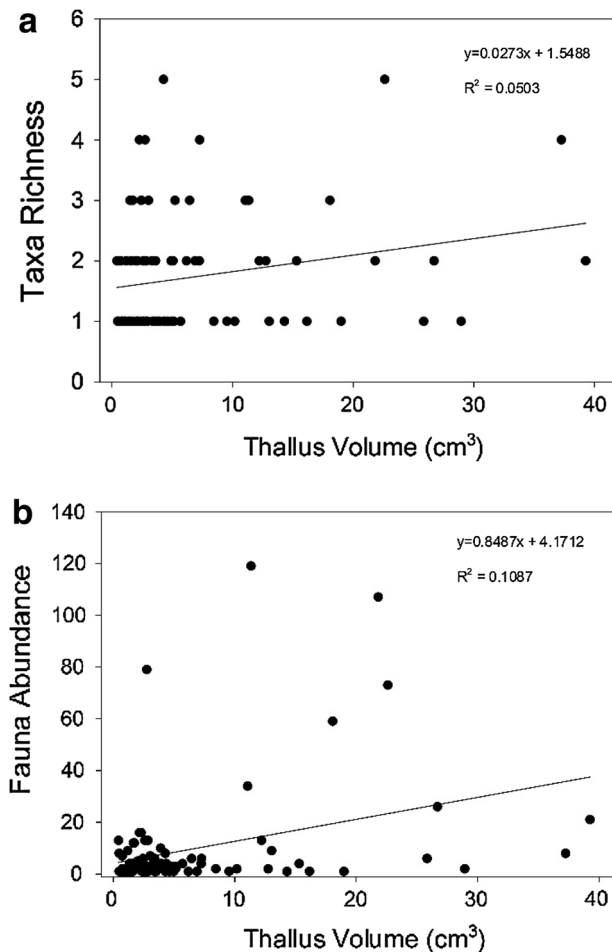 a
y=0.0273x + 1.5488
R² = 0.0503
6
5
4
3
2
1
0
Taxa Richness
0 10 20 30 40
Thallus Volume (cm³)
b
y=0.8487x + 4.1712
R² = 0.1087
140
120
100
80
60
40
20
0
Fauna Abundance
0 10 20 30 40
Thallus Volume (cm³)